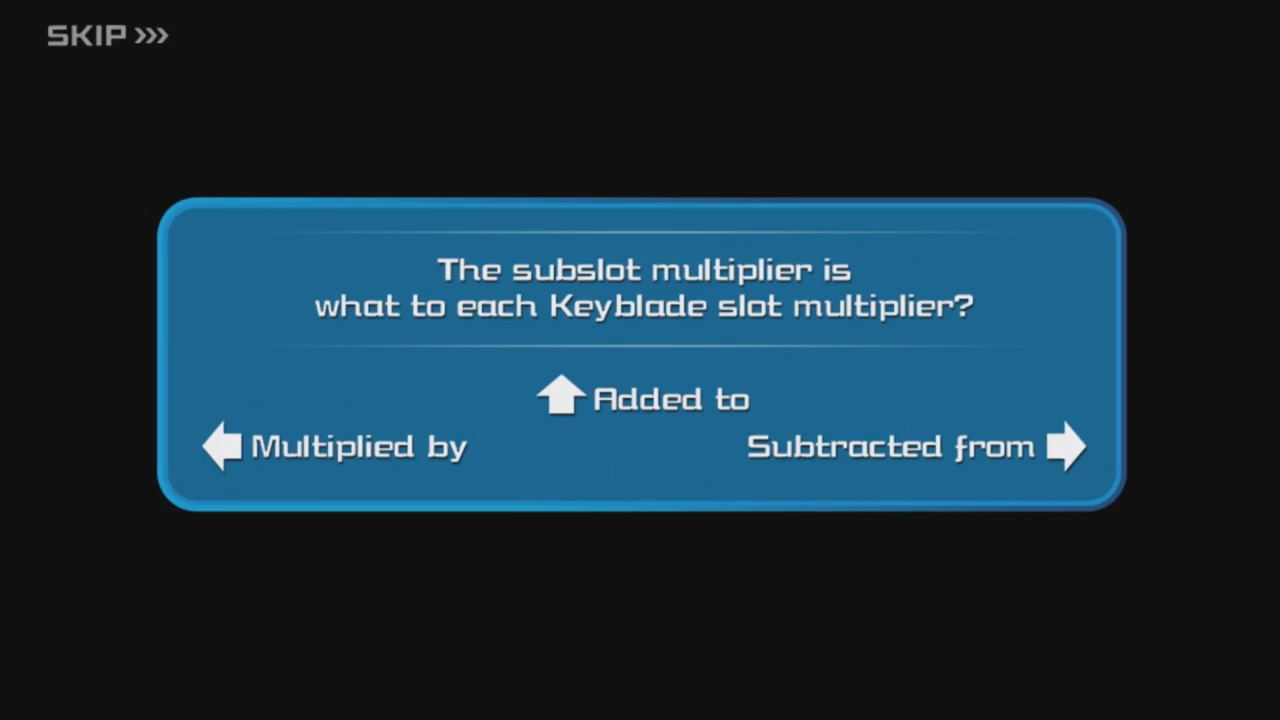 SKIP >>>
The subslot multiplier is
what to each Keyblade slot multiplier?
Added to
Multiplied by
Subtracted from